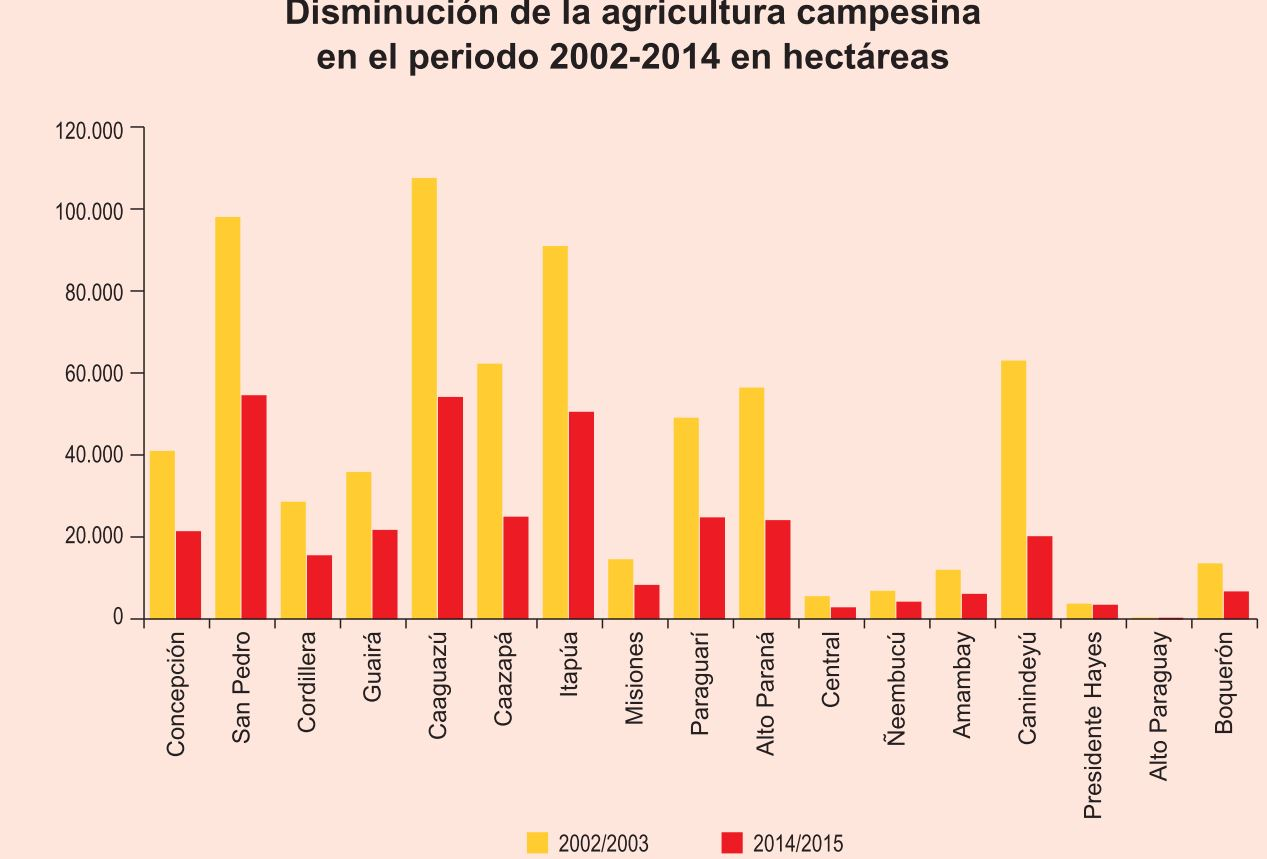 Disminución de la agricultura campesina
en el periodo 2002-2014 en hectáreas
120.000
100.000
80.000
60.000
40.000
20.000
0
Concepción
San Pedro
Cordillera
Guairá
Caaguazú
Caazapá
Itapúa
Misiones
Paraguarí
Alto Paraná
Central
Ñeembucú
Amambay
Canindeyú
Presidente Hayes
Alto Paraguay
Boquerón
2002/2003
2014/2015